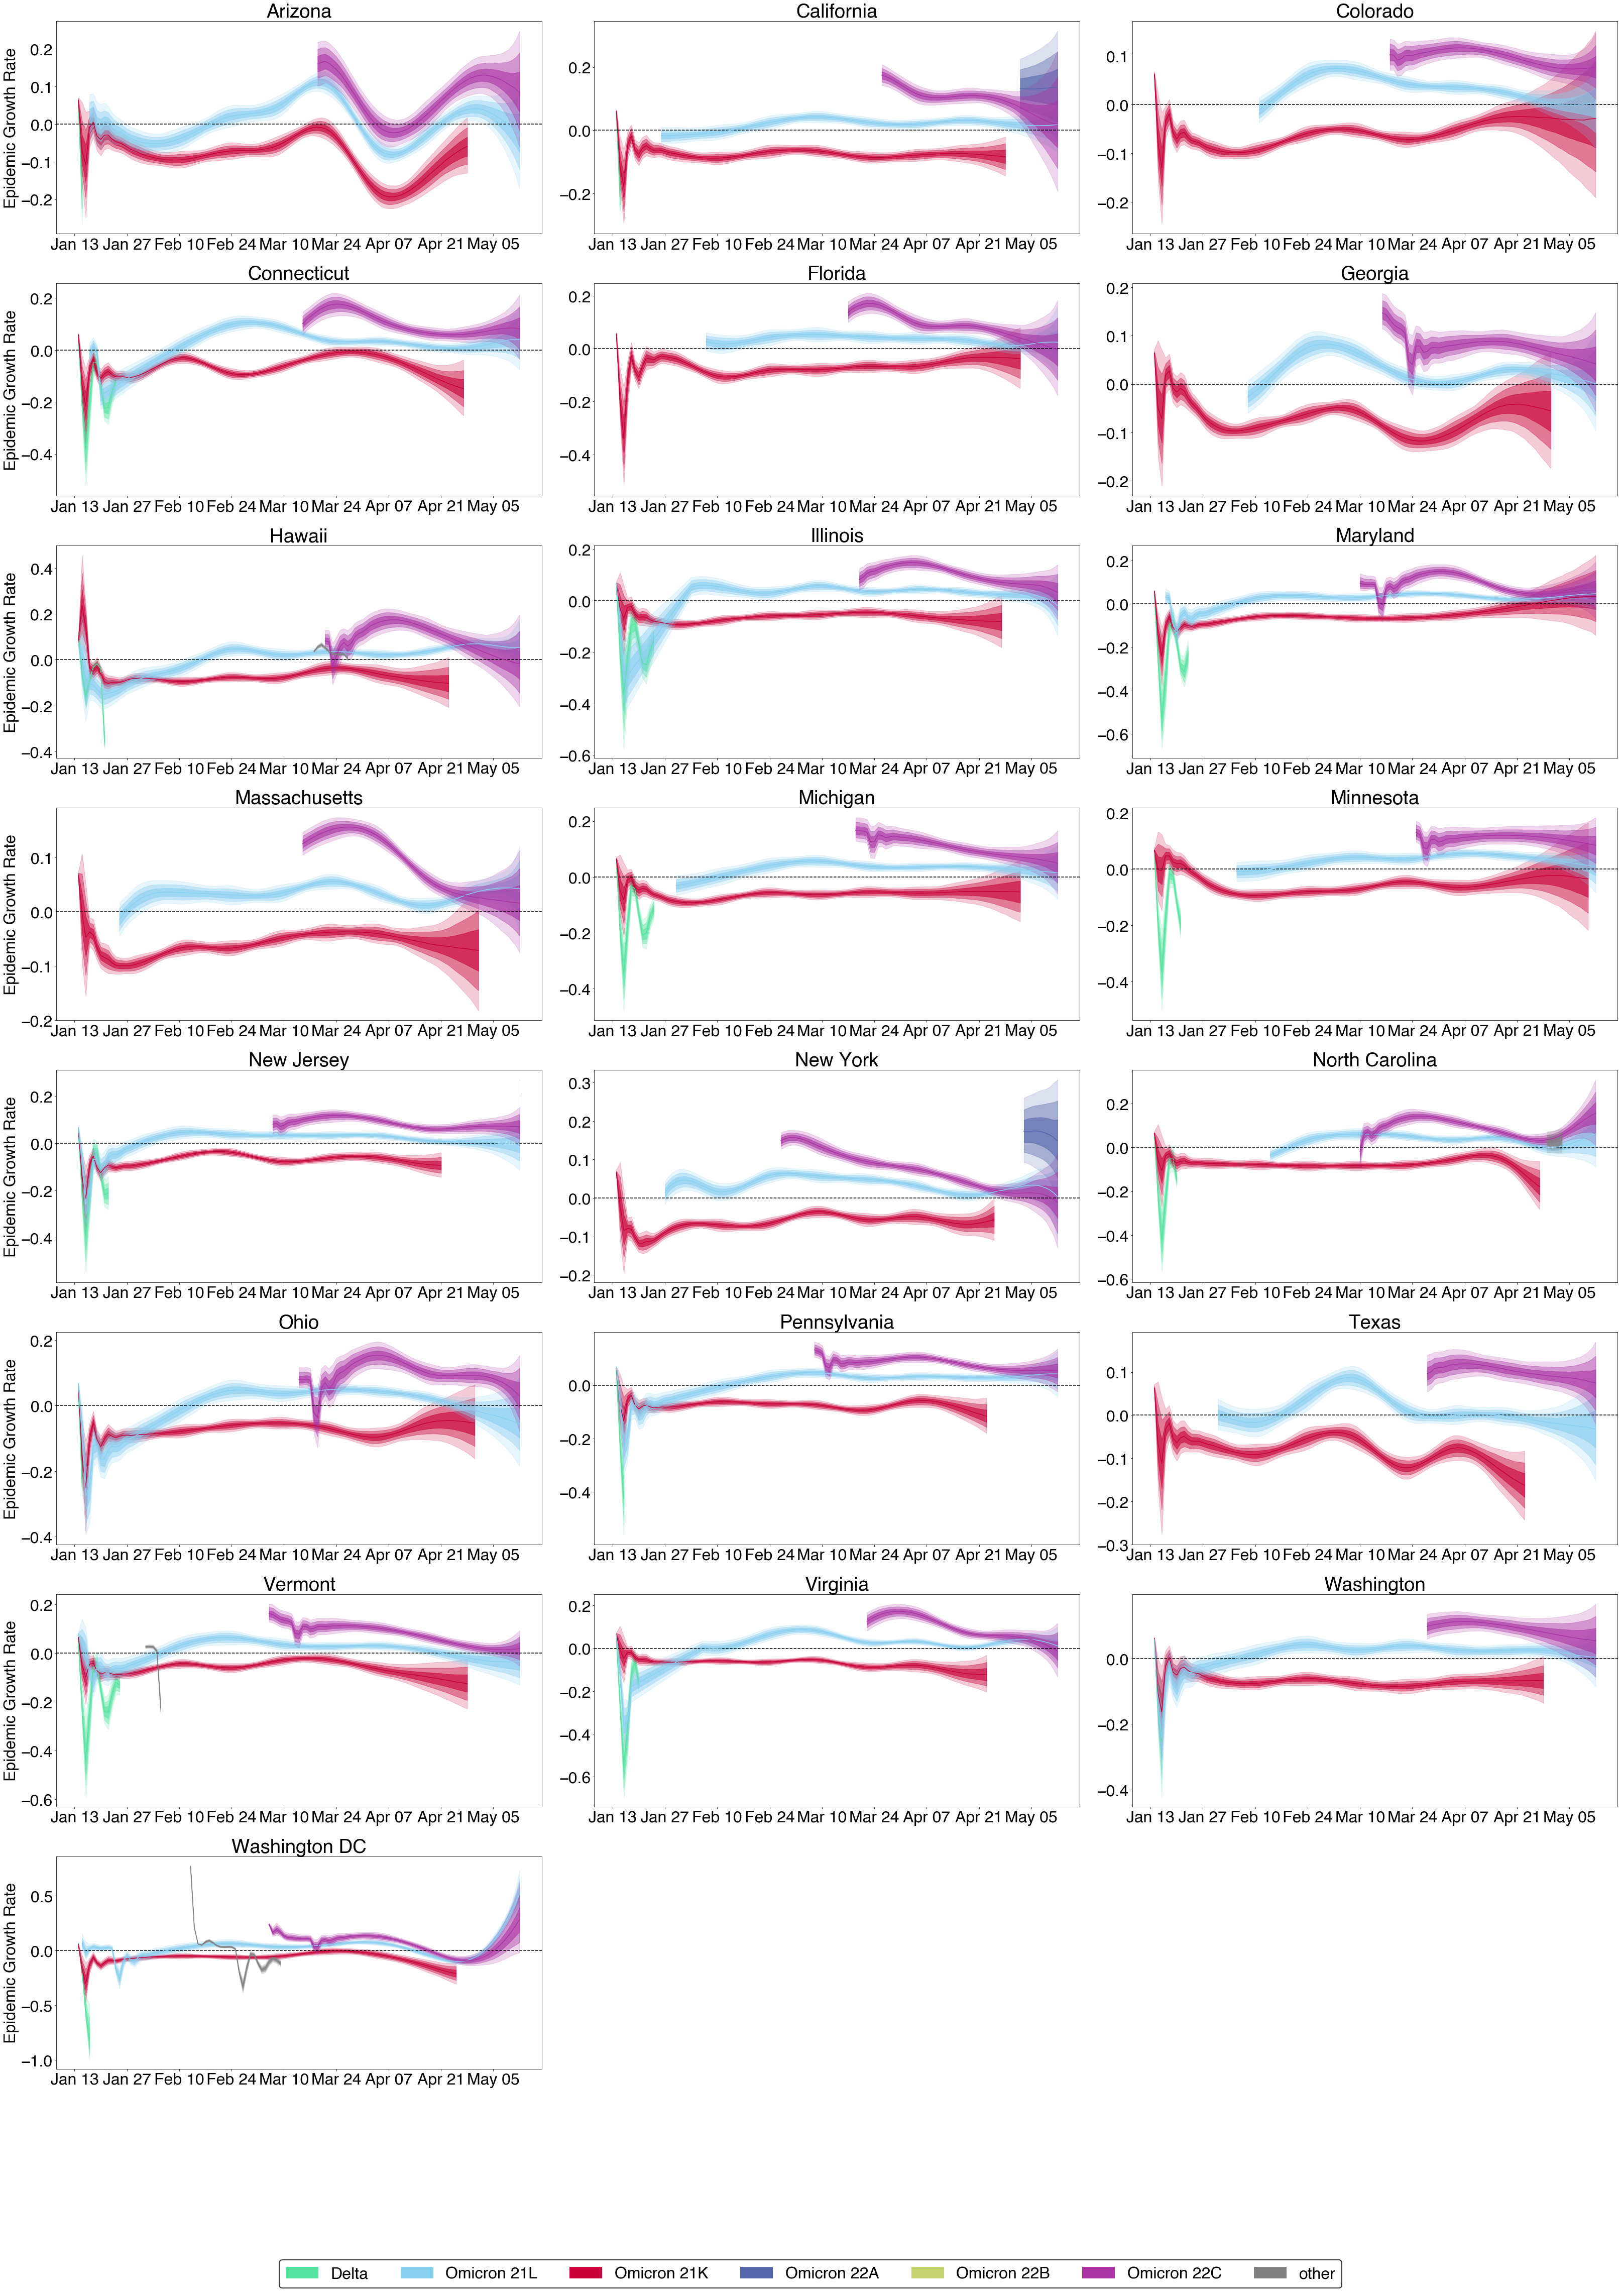 Arizona
California
Colorado
Epidemic Growth Rate
0.2
0.1
0.0
−0.1
−0.2
Jan 13 Jan 27 Feb 10 Feb 24 Mar 10 Mar 24 Apr 07 Apr 21 May 05
0.2
0.0
−0.2
Jan 13 Jan 27 Feb 10 Feb 24 Mar 10 Mar 24 Apr 07 Apr 21 May 05
0.1
0.0
−0.1
−0.2
Jan 13 Jan 27 Feb 10 Feb 24 Mar 10 Mar 24 Apr 07 Apr 21 May 05
Connecticut
Florida
Georgia
Epidemic Growth Rate
0.2
0.0
−0.2
−0.4
Jan 13 Jan 27 Feb 10 Feb 24 Mar 10 Mar 24 Apr 07 Apr 21 May 05
0.2
0.0
−0.2
−0.4
Jan 13 Jan 27 Feb 10 Feb 24 Mar 10 Mar 24 Apr 07 Apr 21 May 05
0.2
0.1
0.0
−0.1
−0.2
Jan 13 Jan 27 Feb 10 Feb 24 Mar 10 Mar 24 Apr 07 Apr 21 May 05
Hawaii
Illinois
Maryland
Epidemic Growth Rate
0.4
0.2
0.0
−0.2
−0.4
Jan 13 Jan 27 Feb 10 Feb 24 Mar 10 Mar 24 Apr 07 Apr 21 May 05
0.2
0.0
−0.2
−0.4
−0.6
Jan 13 Jan 27 Feb 10 Feb 24 Mar 10 Mar 24 Apr 07 Apr 21 May 05
0.2
0.0
−0.2
−0.4
−0.6
Jan 13 Jan 27 Feb 10 Feb 24 Mar 10 Mar 24 Apr 07 Apr 21 May 05
Massachusetts
Michigan
Minnesota
Epidemic Growth Rate
0.1
0.0
−0.1
−0.2
Jan 13 Jan 27 Feb 10 Feb 24 Mar 10 Mar 24 Apr 07 Apr 21 May 05
0.2
0.0
−0.2
−0.4
Jan 13 Jan 27 Feb 10 Feb 24 Mar 10 Mar 24 Apr 07 Apr 21 May 05
0.2
0.0
−0.2
−0.4
Jan 13 Jan 27 Feb 10 Feb 24 Mar 10 Mar 24 Apr 07 Apr 21 May 05
New Jersey
New York
North Carolina
Epidemic Growth Rate
0.2
0.0
−0.2
−0.4
Jan 13 Jan 27 Feb 10 Feb 24 Mar 10 Mar 24 Apr 07 Apr 21 May 05
0.3
0.2
0.1
0.0
−0.1
−0.2
Jan 13 Jan 27 Feb 10 Feb 24 Mar 10 Mar 24 Apr 07 Apr 21 May 05
0.2
0.0
−0.2
−0.4
−0.6
Jan 13 Jan 27 Feb 10 Feb 24 Mar 10 Mar 24 Apr 07 Apr 21 May 05
Ohio
Pennsylvania
Texas
Epidemic Growth Rate
0.2
0.0
−0.2
−0.4
Jan 13 Jan 27 Feb 10 Feb 24 Mar 10 Mar 24 Apr 07 Apr 21 May 05
0.0
−0.2
−0.4
Jan 13 Jan 27 Feb 10 Feb 24 Mar 10 Mar 24 Apr 07 Apr 21 May 05
0.1
0.0
−0.1
−0.2
−0.3
Jan 13 Jan 27 Feb 10 Feb 24 Mar 10 Mar 24 Apr 07 Apr 21 May 05
Vermont
Virginia
Washington
Epidemic Growth Rate
0.2
0.0
−0.2
−0.4
−0.6
Jan 13 Jan 27 Feb 10 Feb 24 Mar 10 Mar 24 Apr 07 Apr 21 May 05
0.2
0.0
−0.2
−0.4
−0.6
Jan 13 Jan 27 Feb 10 Feb 24 Mar 10 Mar 24 Apr 07 Apr 21 May 05
0.0
−0.2
−0.4
Jan 13 Jan 27 Feb 10 Feb 24 Mar 10 Mar 24 Apr 07 Apr 21 May 05
Washington DC
Epidemic Growth Rate
0.5
0.0
−0.5
−1.0
Jan 13 Jan 27 Feb 10 Feb 24 Mar 10 Mar 24 Apr 07 Apr 21 May 05
Delta Omicron 21L Omicron 21K Omicron 22A Omicron 22B Omicron 22C other